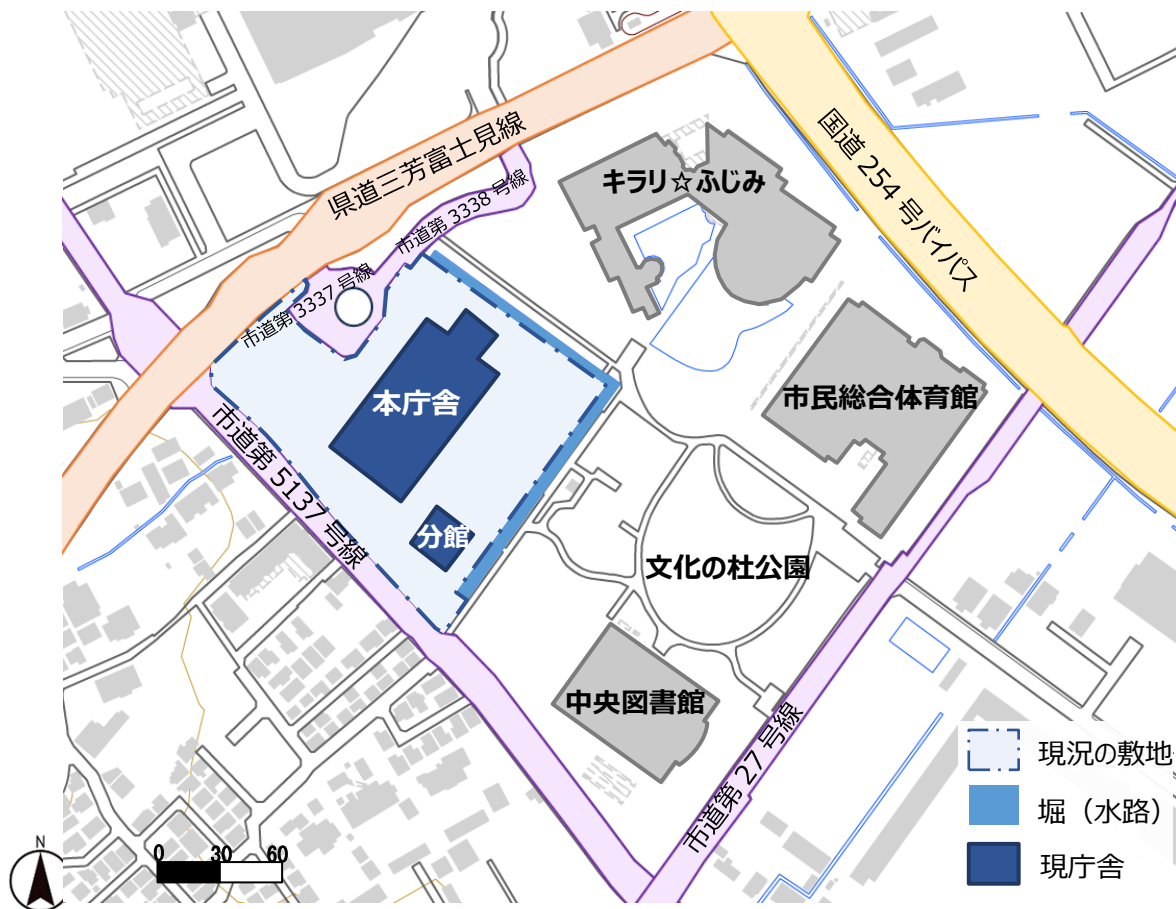 県道三芳富士見線
市道第 3338 号線
市道第 3337 号線
キラリ☆ふじみ
国道 254 号バイパス
本庁舎
市民総合体育館
市道第 5137 号線
分館
文化の杜公園
中央図書館
市道第 27 号線
現況の敷地
堀（水路）
現庁舎
N
0 30 60